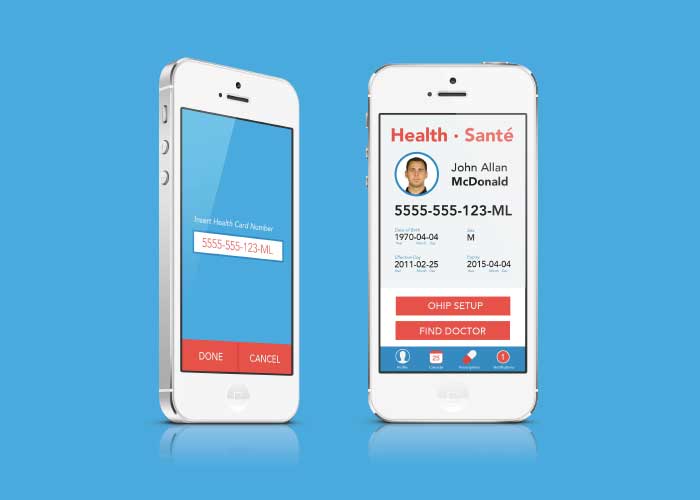 Insert Health Card Number
5555-555-123-ML
DONE CANCEL
Health · Santé
John Allan
McDonald
5555-555-123-ML
Date of Birth Sex
1970-04-04 M
Year Month Day
Effective Day Expiry
2011-02-25 2015-04-04
Year Month Day Year Month Day
OHIP SETUP
FIND DOCTOR
25 1
Profile Calendar Prescriptions Notifications